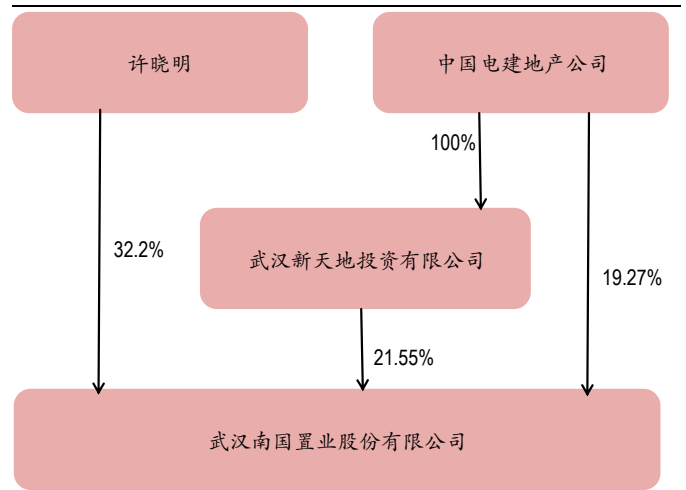 许晓明
中国电建地产公司
100%
武汉新天地投资有限公司
32.2%
19.27%
21.55%
武汉南国置业股份有限公司